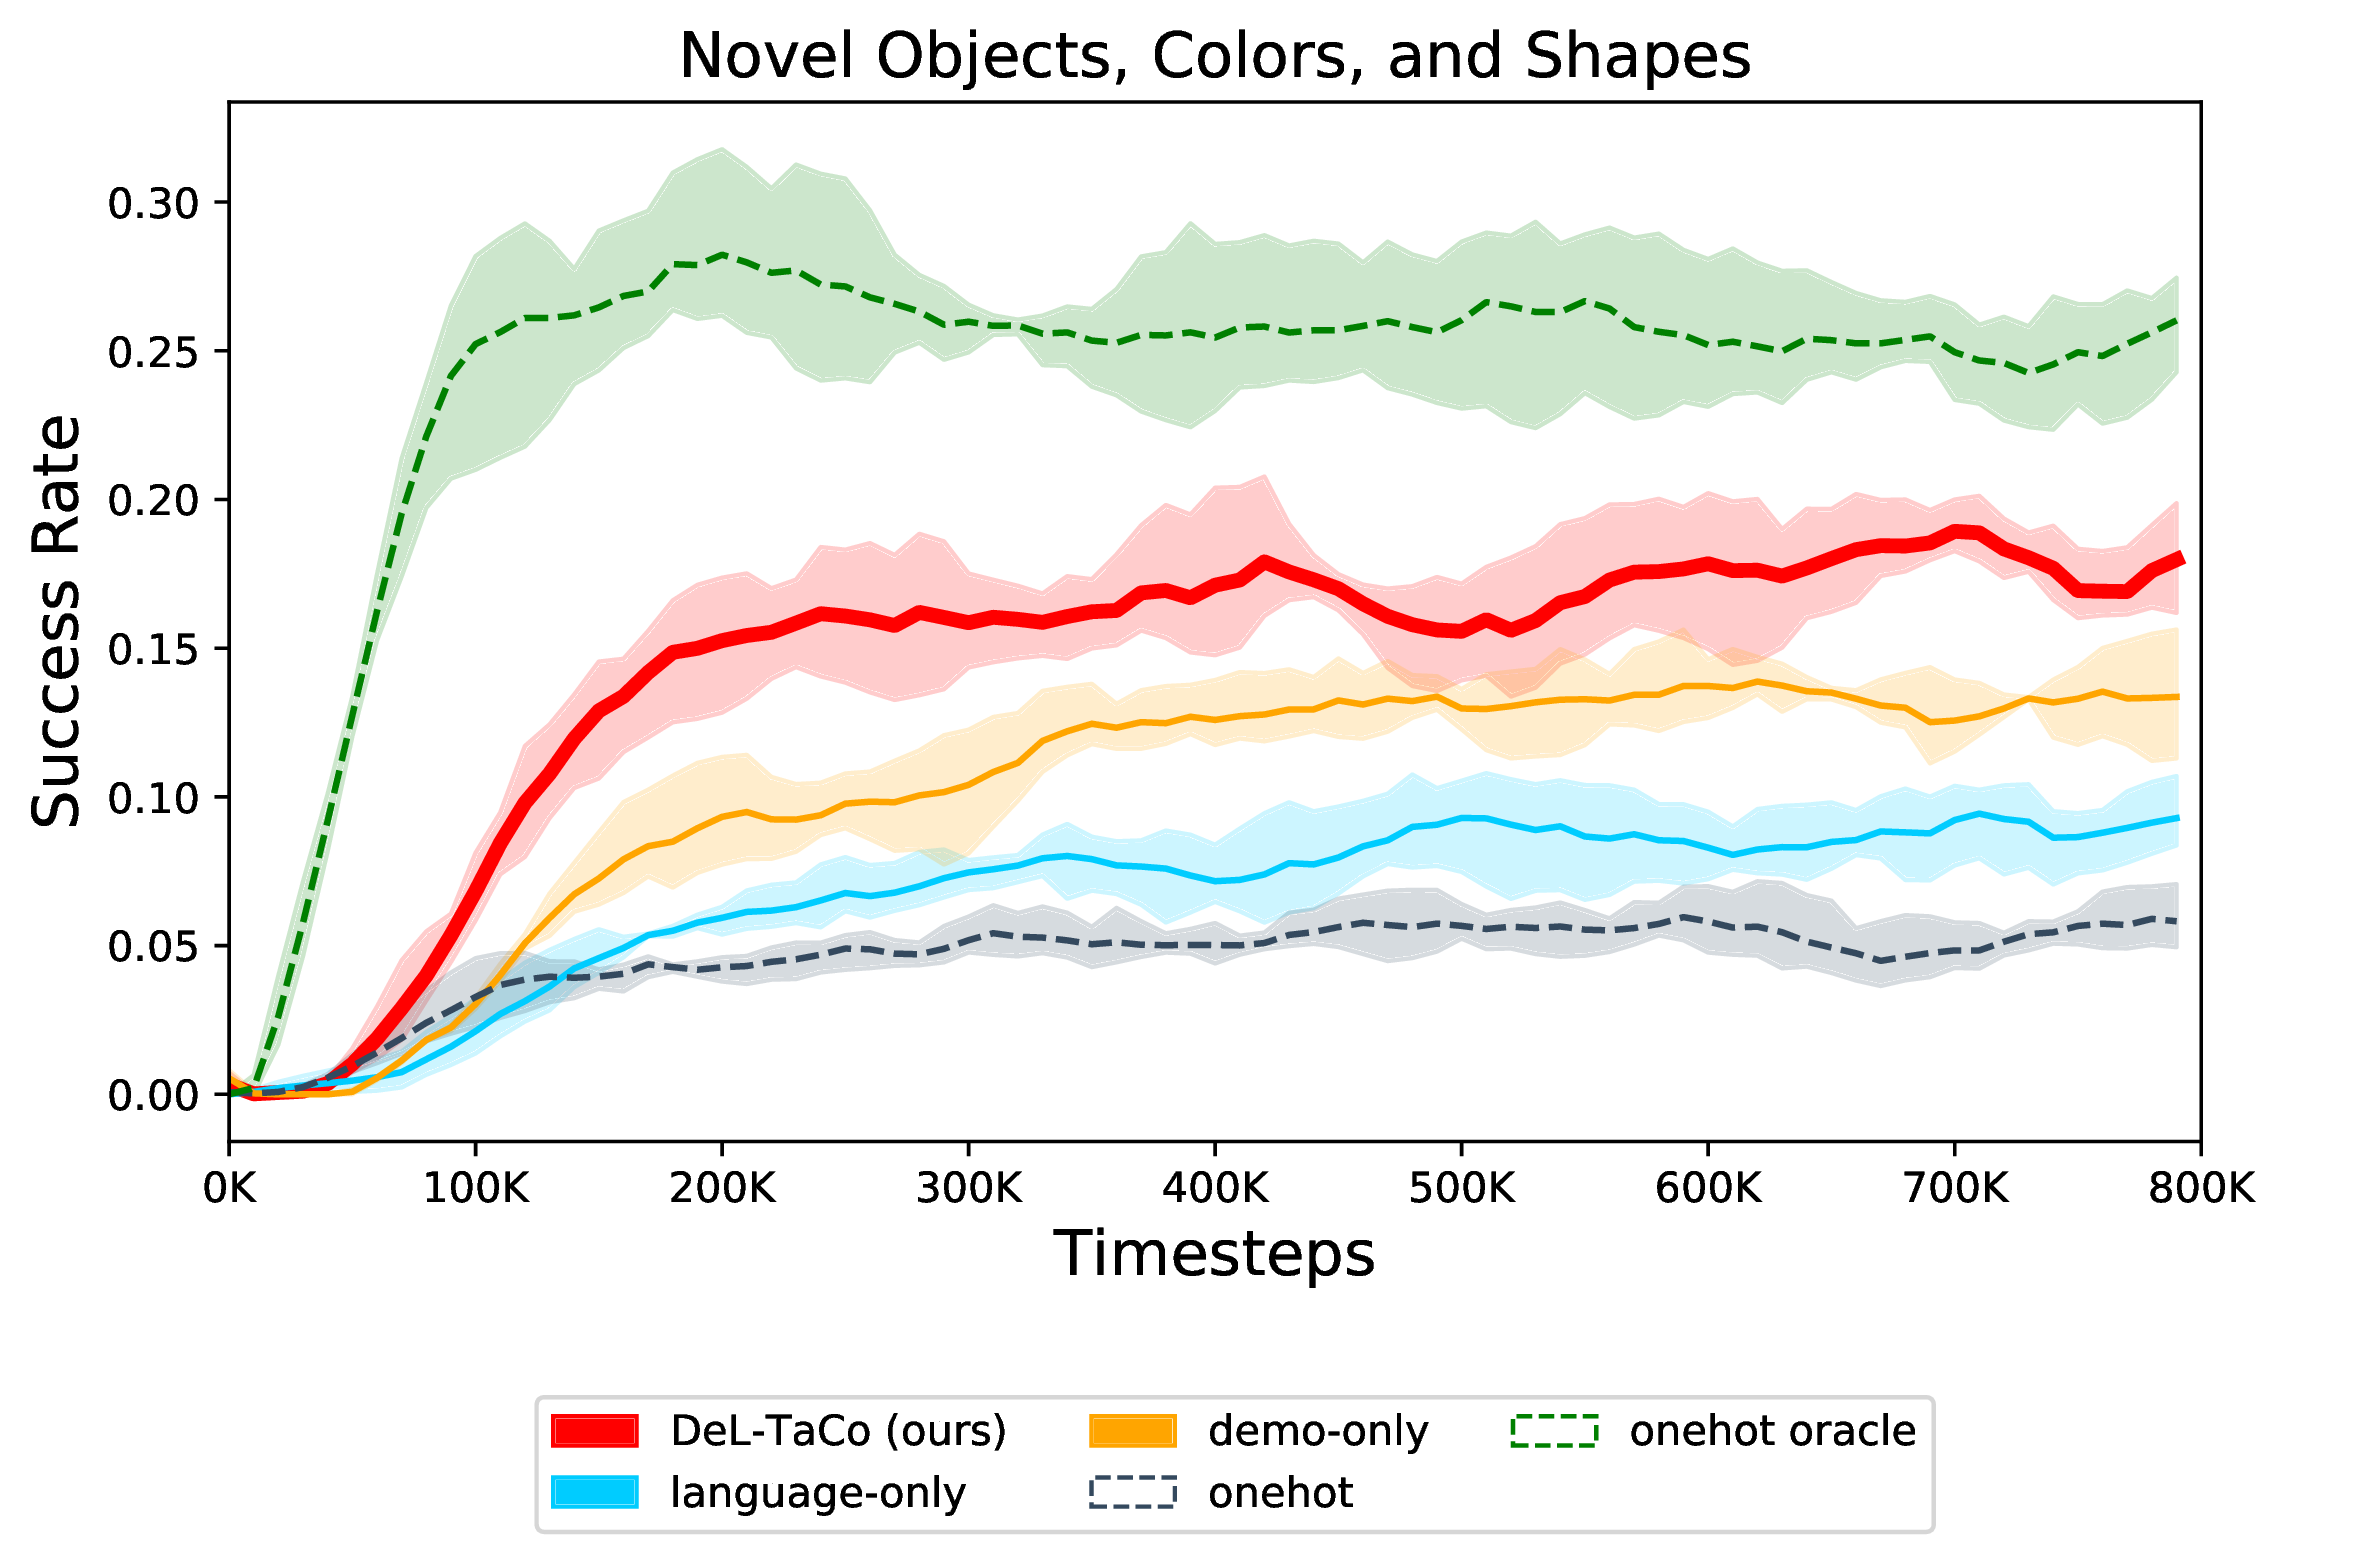 Novel Objects, Colors, and Shapes
Success Rate
0.30
0.25
0.20
0.15
0.10
0.05
0.00
0K 100K 200K 300K 400K 500K 600K 700K 800K
Timesteps
DeL-TaCo (ours) demo-only onehot oracle
language-only onehot